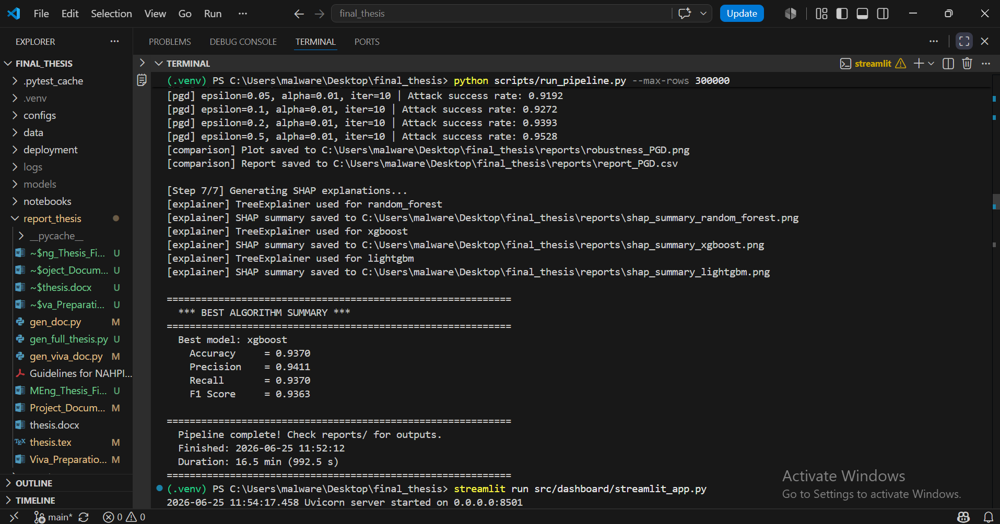 File Edit Selection View Go Run ··· final_thesis Update
EXPLORER ···
PROBLEMS DEBUG CONSOLE TERMINAL PORTS ···
FINAL_THESIS
.pytest_cache
.venv
configs
data
deployment
logs
models
notebooks
report_thesis
__pycache__
~$ng_Thesis_Fi... U
~$oject_Docum... U
~$thesis.docx U
~$va_Preparati... U
gen_doc.py M
gen_full_thesis.py U
gen_viva_doc.py M
Guidelines for NAHPI...
MEng_Thesis_Fi... U
Project_Docum... M
thesis.docx
thesis.tex M
Viva_Preparatio... M
OUTLINE
TIMELINE
TERMINAL streamlit ···
(.venv) PS C:\Users\malware\Desktop\final_thesis> python scripts/run_pipeline.py --max-rows 300000
[pgd] epsilon=0.05, alpha=0.01, iter=10 | Attack success rate: 0.9192
[pgd] epsilon=0.1, alpha=0.01, iter=10 | Attack success rate: 0.9272
[pgd] epsilon=0.2, alpha=0.01, iter=10 | Attack success rate: 0.9393
[pgd] epsilon=0.5, alpha=0.01, iter=10 | Attack success rate: 0.9528
[comparison] Plot saved to C:\Users\malware\Desktop\final_thesis\reports\robustness_PGD.png
[comparison] Report saved to C:\Users\malware\Desktop\final_thesis\reports\report_PGD.csv
[Step 7/7] Generating SHAP explanations...
[explainer] TreeExplainer used for random_forest
[explainer] SHAP summary saved to C:\Users\malware\Desktop\final_thesis\reports\shap_summary_random_forest.png
[explainer] TreeExplainer used for xgboost
[explainer] SHAP summary saved to C:\Users\malware\Desktop\final_thesis\reports\shap_summary_xgboost.png
[explainer] TreeExplainer used for lightgbm
[explainer] SHAP summary saved to C:\Users\malware\Desktop\final_thesis\reports\shap_summary_lightgbm.png
============================================================
*** BEST ALGORITHM SUMMARY ***
============================================================
Best model: xgboost
Accuracy = 0.9370
Precision = 0.9411
Recall = 0.9370
F1 Score = 0.9363
============================================================
Pipeline complete! Check reports/ for outputs.
Finished: 2026-06-25 11:52:12
Duration: 16.5 min (992.5 s)
============================================================
(.venv) PS C:\Users\malware\Desktop\final_thesis> streamlit run src/dashboard/streamlit_app.py
2026-06-25 11:54:17.458 Uvicorn server started on 0.0.0.0:8501
Activate Windows
Go to Settings to activate Windows.
main* 0 0